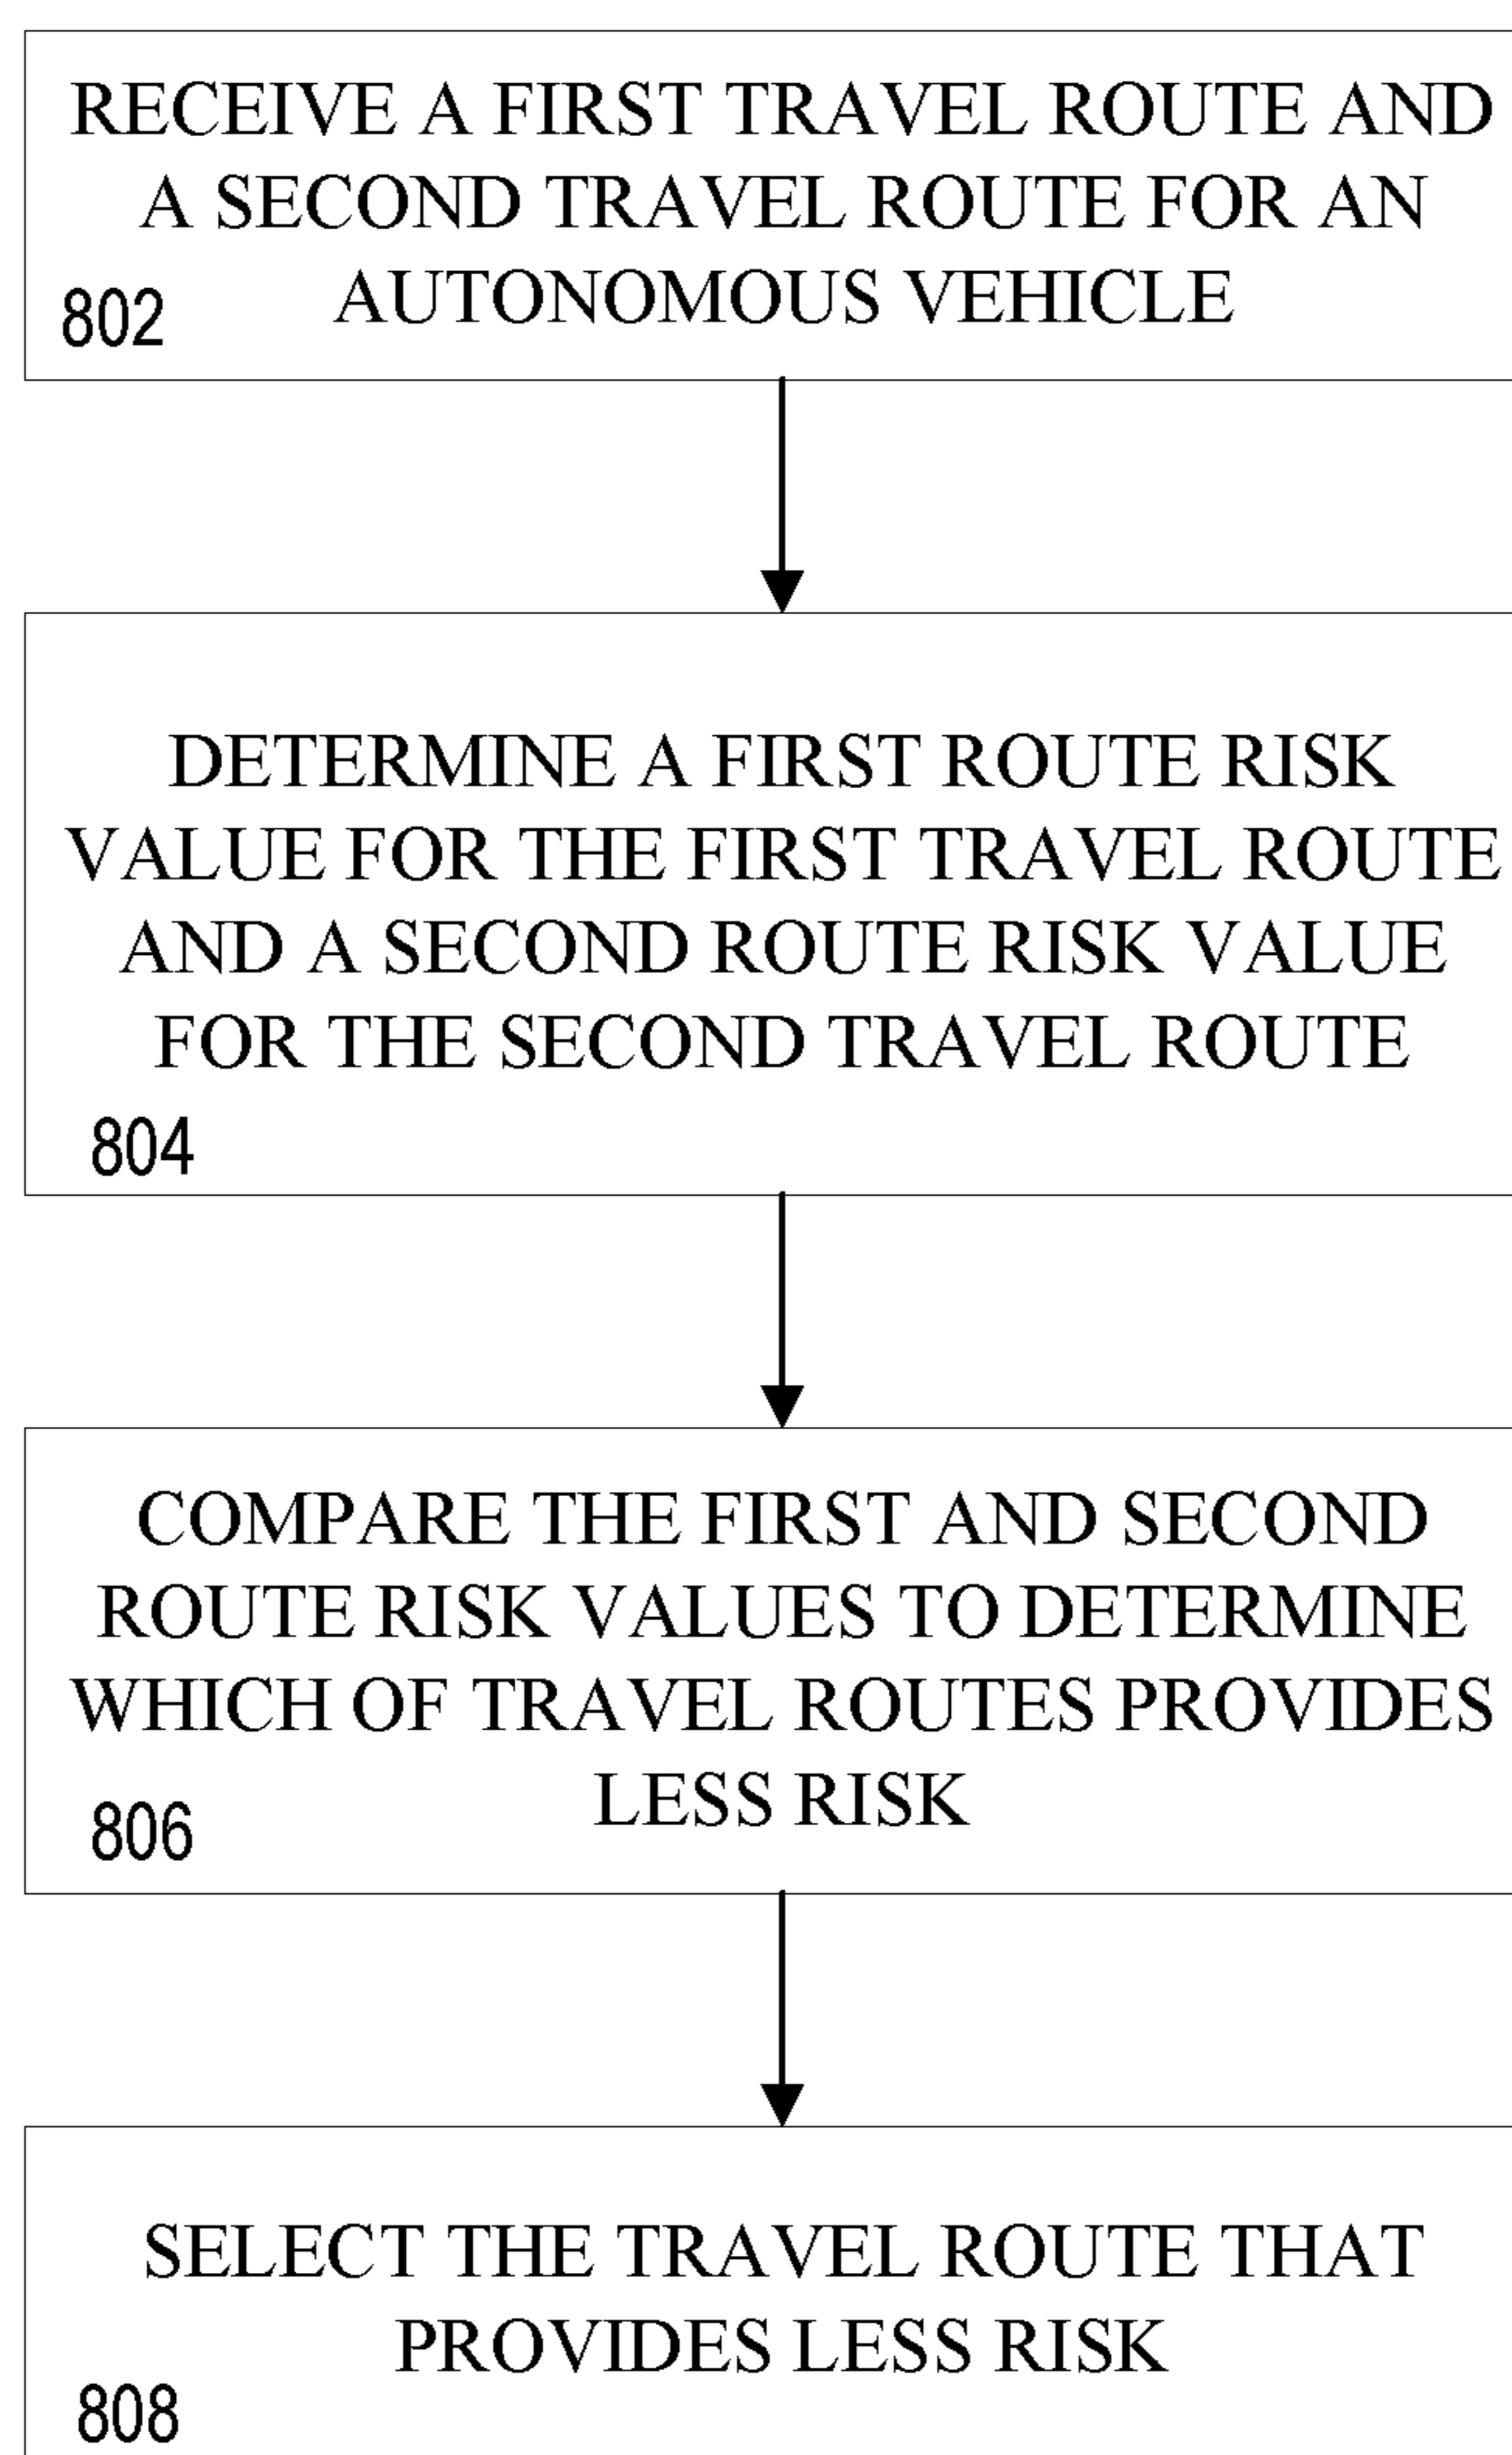 RECEIVE A FIRST TRAVEL ROUTE AND
A SECOND TRAVEL ROUTE FOR AN
AUTONOMOUS VEHICLE
802
DETERMINE A FIRST ROUTE RISK
VALUE FOR THE FIRST TRAVEL ROUTE
AND A SECOND ROUTE RISK VALUE
FOR THE SECOND TRAVEL ROUTE
804
COMPARE THE FIRST AND SECOND
ROUTE RISK VALUES TO DETERMINE
WHICH OF TRAVEL ROUTES PROVIDES
LESS RISK
806
SELECT THE TRAVEL ROUTE THAT
PROVIDES LESS RISK
808